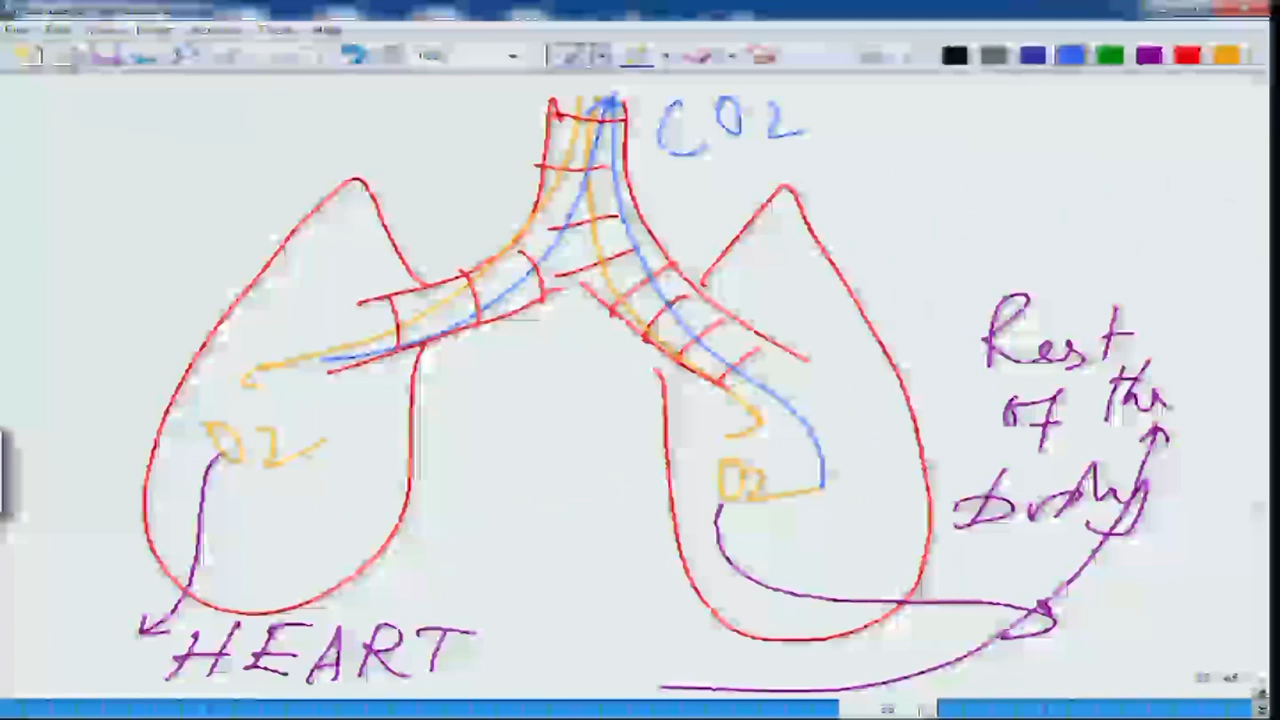 CO2
O2
O2
Rest
of the
Body
HEART